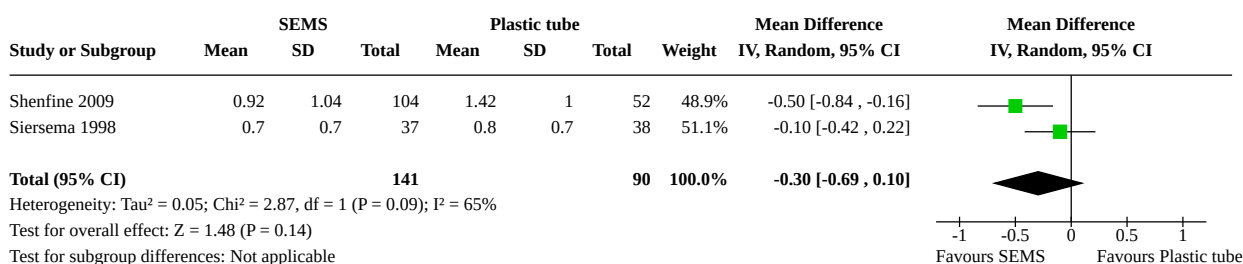 SEMS Plastic tube Mean Difference Mean Difference
Study or Subgroup Mean SD Total Mean SD Total Weight IV, Random, 95% CI IV, Random, 95% CI
Shenfine 2009 0.92 1.04 104 1.42 1 52 48.9% -0.50 [-0.84 , -0.16]
Siersema 1998 0.7 0.7 37 0.8 0.7 38 51.1% -0.10 [-0.42 , 0.22]
Total (95% CI) 141 90 100.0% -0.30 [-0.69 , 0.10]
Heterogeneity: Tau² = 0.05; Chi² = 2.87, df = 1 (P = 0.09); I² = 65%
Test for overall effect: Z = 1.48 (P = 0.14) -1 -0.5 0 0.5 1
Test for subgroup differences: Not applicable Favours SEMS Favours Plastic tube